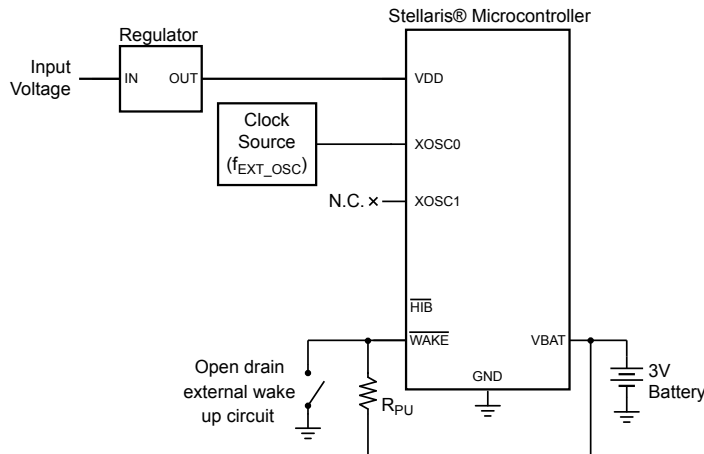 Stellaris® Microcontroller
Regulator
Input
Voltage
IN
OUT
VDD
Clock
Source
(fEXT_OSC)
XOSC0
N.C.
XOSC1
HIB
WAKE
VBAT
Open drain
external wake
up circuit
RPU
GND
3V
Battery